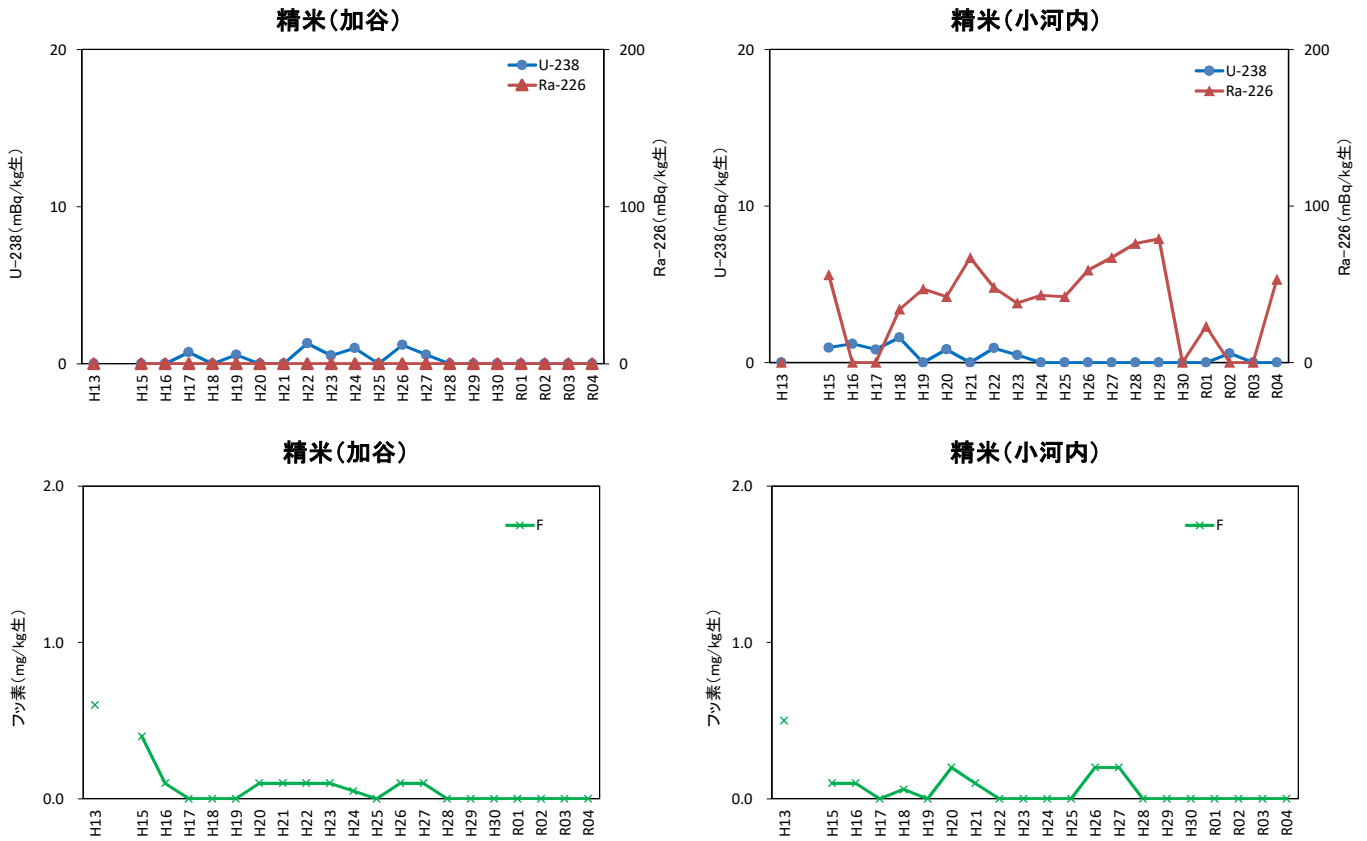 精米（加谷）
20
10
0
200
100
0
U-238（mBq/kg生）
Ra-226（mBq/kg生）
U-238
Ra-226
H13 H15 H16 H17 H18 H19 H20 H21 H22 H23 H24 H25 H26 H27 H28 H29 H30 R01 R02 R03 R04
精米（小河内）
20
10
0
200
100
0
U-238（mBq/kg生）
Ra-226（mBq/kg生）
U-238
Ra-226
H13 H15 H16 H17 H18 H19 H20 H21 H22 H23 H24 H25 H26 H27 H28 H29 H30 R01 R02 R03 R04
精米（加谷）
2.0
1.0
0.0
フッ素（mg/kg生）
F
H13 H15 H16 H17 H18 H19 H20 H21 H22 H23 H24 H25 H26 H27 H28 H29 H30 R01 R02 R03 R04
精米（小河内）
2.0
1.0
0.0
フッ素（mg/kg生）
F
H13 H15 H16 H17 H18 H19 H20 H21 H22 H23 H24 H25 H26 H27 H28 H29 H30 R01 R02 R03 R04